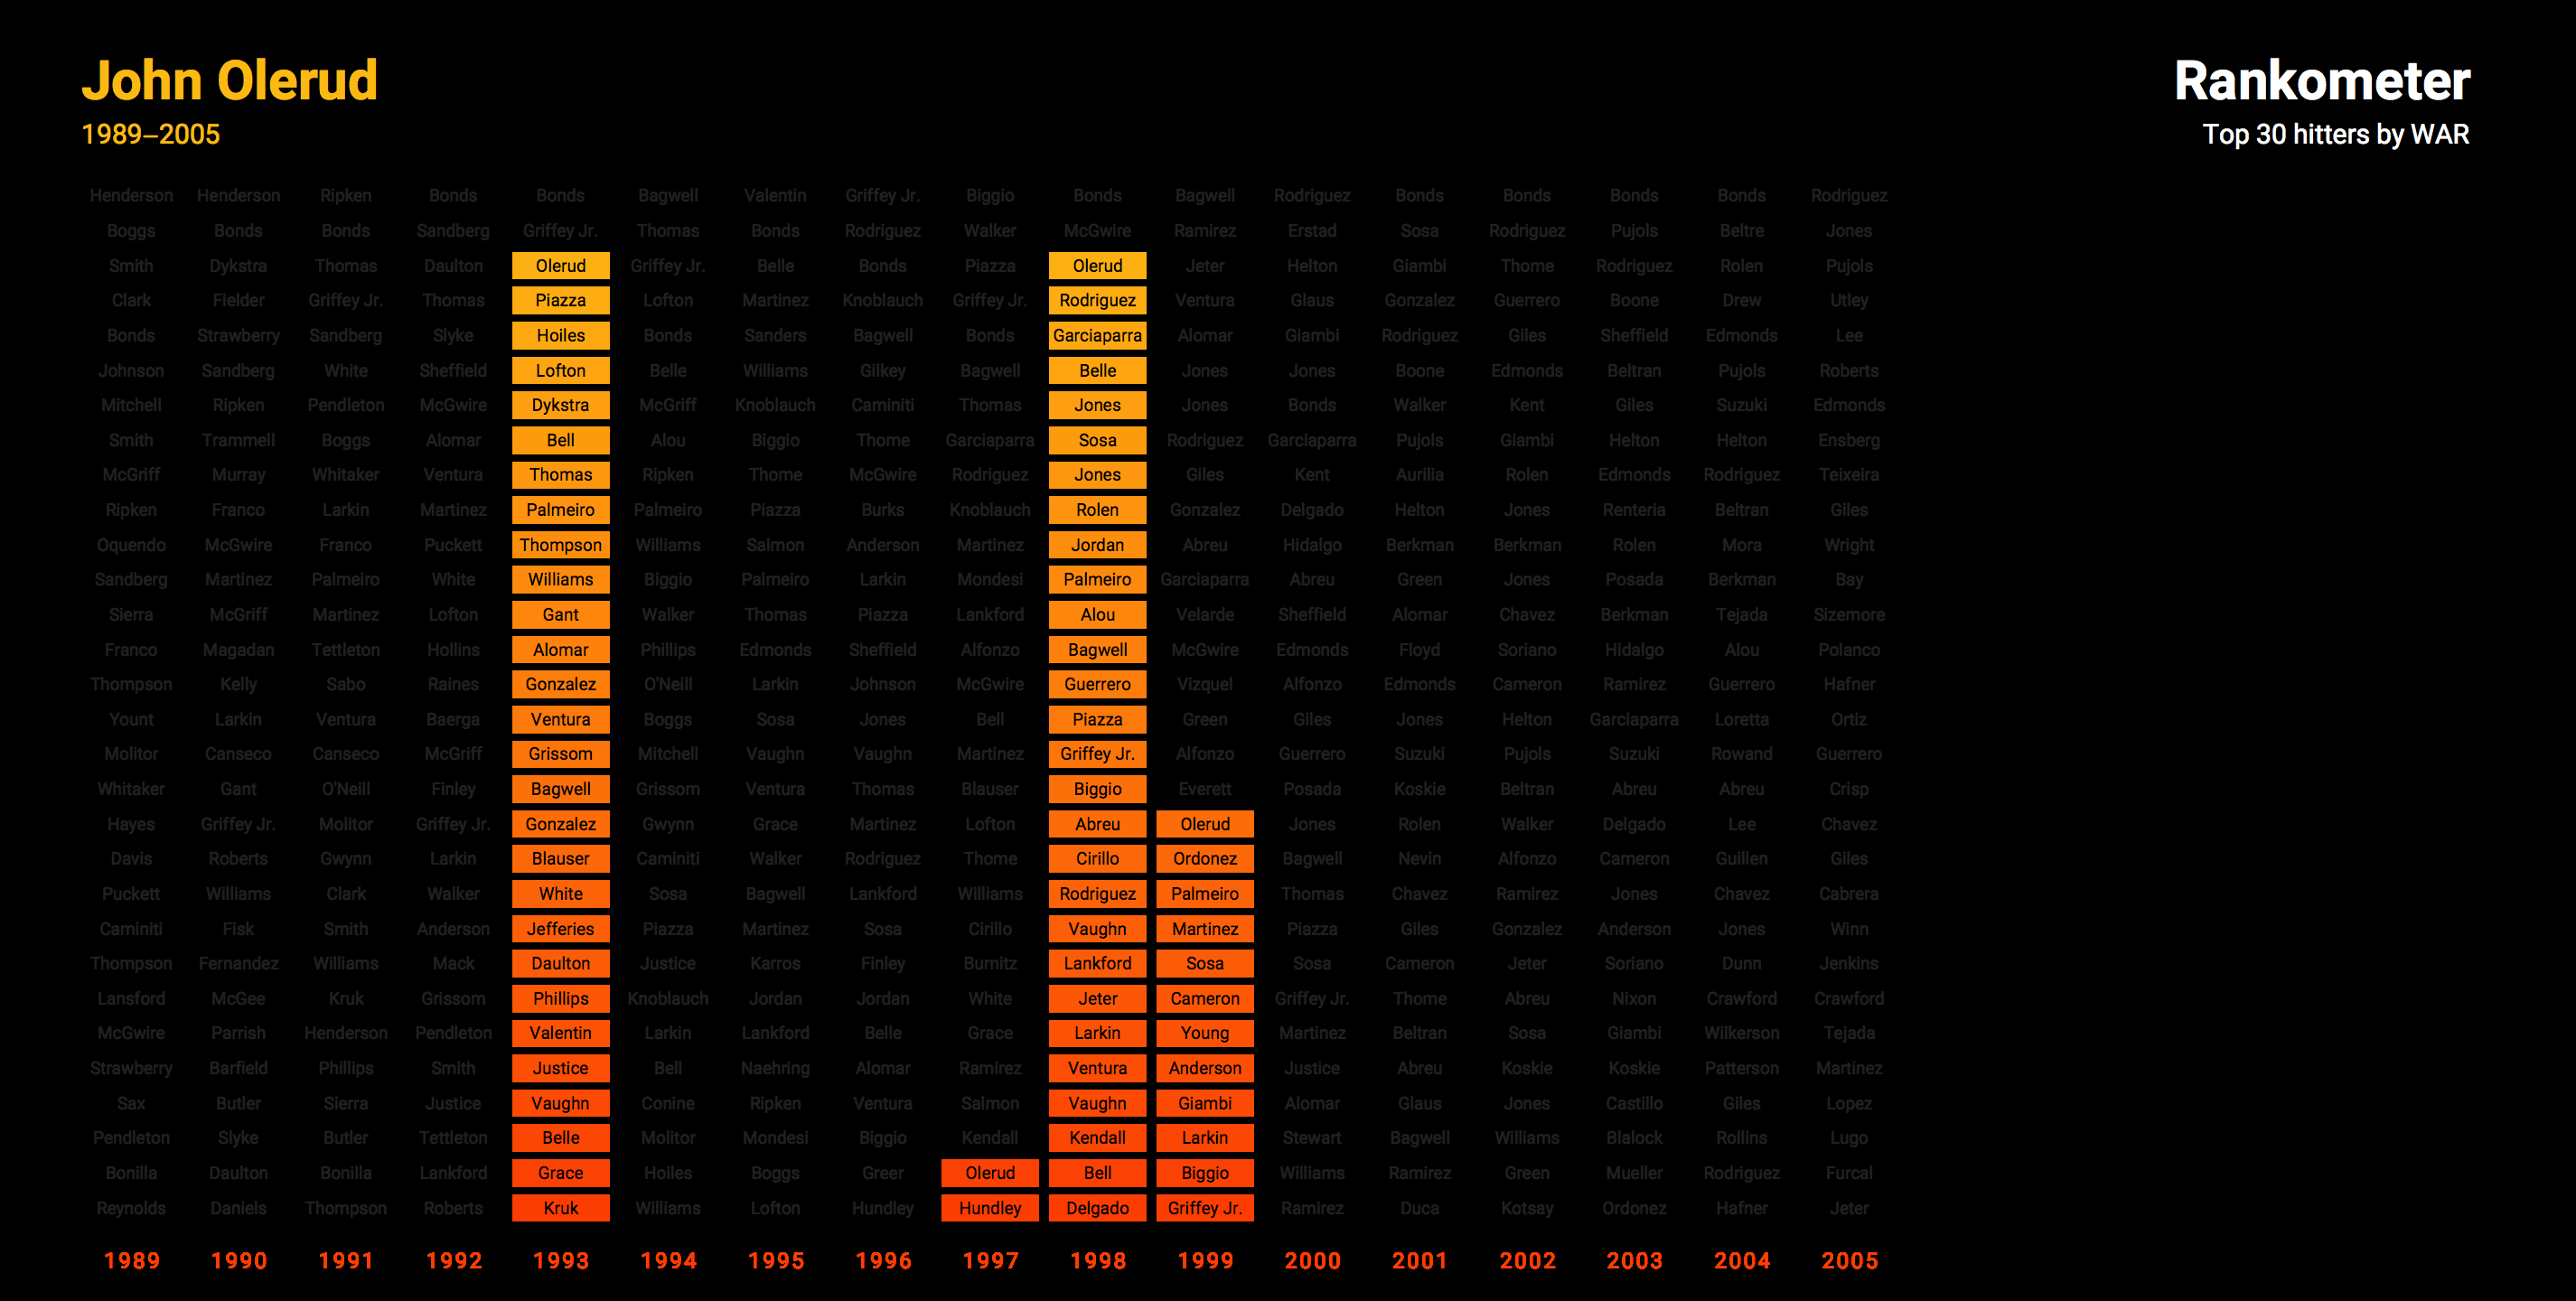 John Olerud
Rankometer
1989–2005
Top 30 hitters by WAR
Henderson Henderson Ripken Bonds Bonds Bagwell Valentin Griffey Jr. Biggio Bonds Bagwell Rodriguez Bonds Bonds Bonds Bonds Rodriguez
Boggs Bonds Bonds Sandberg Griffey Jr. Thomas Bonds Rodriguez Walker McGwire Ramirez Erstad Sosa Rodriguez Pujols Beltre Jones
Smith Dykstra Thomas Daulton Olerud Griffey Jr. Belle Bonds Piazza Olerud Jeter Helton Giambi Thome Rodriguez Rolen Pujols
Clark Fielder Griffey Jr. Thomas Piazza Lofton Martinez Knoblauch Griffey Jr. Rodriguez Ventura Glaus Gonzalez Guerrero Boone Drew Utley
Bonds Strawberry Sandberg Slyke Hoiles Bonds Sanders Bagwell Bonds Garciaparra Alomar Giambi Rodriguez Giles Sheffield Edmonds Lee
Johnson Sandberg White Sheffield Lofton Belle Williams Gilkey Bagwell Belle Jones Jones Boone Edmonds Beltran Pujols Roberts
Mitchell Ripken Pendleton McGwire Dykstra McGriff Knoblauch Caminiti Thomas Jones Jones Bonds Walker Kent Giles Suzuki Edmonds
Smith Trammell Boggs Alomar Bell Alou Biggio Thome Garciaparra Sosa Rodriguez Garciaparra Pujols Giambi Helton Helton Ensberg
McGriff Murray Whitaker Ventura Thomas Ripken Thome McGwire Rodriguez Jones Giles Kent Aurilia Rolen Edmonds Rodriguez Teixeira
Ripken Franco Larkin Martinez Palmeiro Palmeiro Piazza Burks Knoblauch Rolen Gonzalez Delgado Helton Jones Renteria Beltran Giles
Oquendo McGwire Franco Puckett Thompson Williams Salmon Anderson Martinez Jordan Abreu Hidalgo Berkman Berkman Rolen Mora Wright
Sandberg Martinez Palmeiro White Williams Biggio Palmeiro Larkin Mondesi Palmeiro Garciaparra Abreu Green Jones Posada Berkman Bay
Sierra McGriff Martinez Lofton Gant Walker Thomas Piazza Lankford Alou Velarde Sheffield Alomar Chavez Berkman Tejada Sizemore
Franco Magadan Tettleton Hollins Alomar Phillips Edmonds Sheffield Alfonzo Bagwell McGwire Edmonds Floyd Soriano Hidalgo Alou Polanco
Thompson Kelly Sabo Raines Gonzalez O'Neill Larkin Johnson McGwire Guerrero Vizquel Alfonzo Edmonds Cameron Ramirez Guerrero Hafner
Yount Larkin Ventura Baerga Ventura Boggs Sosa Jones Bell Piazza Green Giles Jones Helton Garciaparra Loretta Ortiz
Molitor Canseco Canseco McGriff Grissom Mitchell Vaughn Vaughn Martinez Griffey Jr. Alfonzo Guerrero Suzuki Pujols Suzuki Rowand Guerrero
Whitaker Gant O'Neill Finley Bagwell Grissom Ventura Thomas Blauser Biggio Everett Posada Koskie Beltran Abreu Abreu Crisp
Hayes Griffey Jr. Molitor Griffey Jr. Gonzalez Gwynn Grace Martinez Lofton Abreu Olerud Jones Rolen Walker Delgado Lee Chavez
Davis Roberts Gwynn Larkin Blauser Caminiti Walker Rodriguez Thome Cirillo Ordonez Bagwell Nevin Alfonzo Cameron Guillen Giles
Puckett Williams Clark Walker White Sosa Bagwell Lankford Williams Rodriguez Palmeiro Thomas Chavez Ramirez Jones Chavez Cabrera
Caminiti Fisk Smith Anderson Jefferies Piazza Martinez Sosa Cirillo Vaughn Martinez Piazza Giles Gonzalez Anderson Jones Winn
Thompson Fernandez Williams Mack Daulton Justice Karros Finley Burnitz Lankford Sosa Sosa Cameron Jeter Soriano Dunn Jenkins
Lansford McGee Kruk Grissom Phillips Knoblauch Jordan Jordan White Jeter Cameron Griffey Jr. Thome Abreu Nixon Crawford Crawford
McGwire Parrish Henderson Pendleton Valentin Larkin Lankford Belle Grace Larkin Young Martinez Beltran Sosa Giambi Wilkerson Tejada
Strawberry Barfield Phillips Smith Justice Bell Naehring Alomar Ramirez Ventura Anderson Justice Abreu Koskie Koskie Patterson Martinez
Sax Butler Sierra Justice Vaughn Conine Ripken Ventura Salmon Vaughn Giambi Alomar Glaus Jones Castillo Giles Lopez
Pendleton Slyke Butler Tettleton Belle Molitor Mondesi Biggio Kendall Kendall Larkin Stewart Bagwell Williams Blalock Rollins Lugo
Bonilla Daulton Bonilla Lankford Grace Hoiles Boggs Greer Olerud Bell Biggio Williams Ramirez Green Mueller Rodriguez Furcal
Reynolds Daniels Thompson Roberts Kruk Williams Lofton Hundley Hundley Delgado Griffey Jr. Ramirez Duca Kotsay Ordonez Hafner Jeter
1989 1990 1991 1992 1993 1994 1995 1996 1997 1998 1999 2000 2001 2002 2003 2004 2005